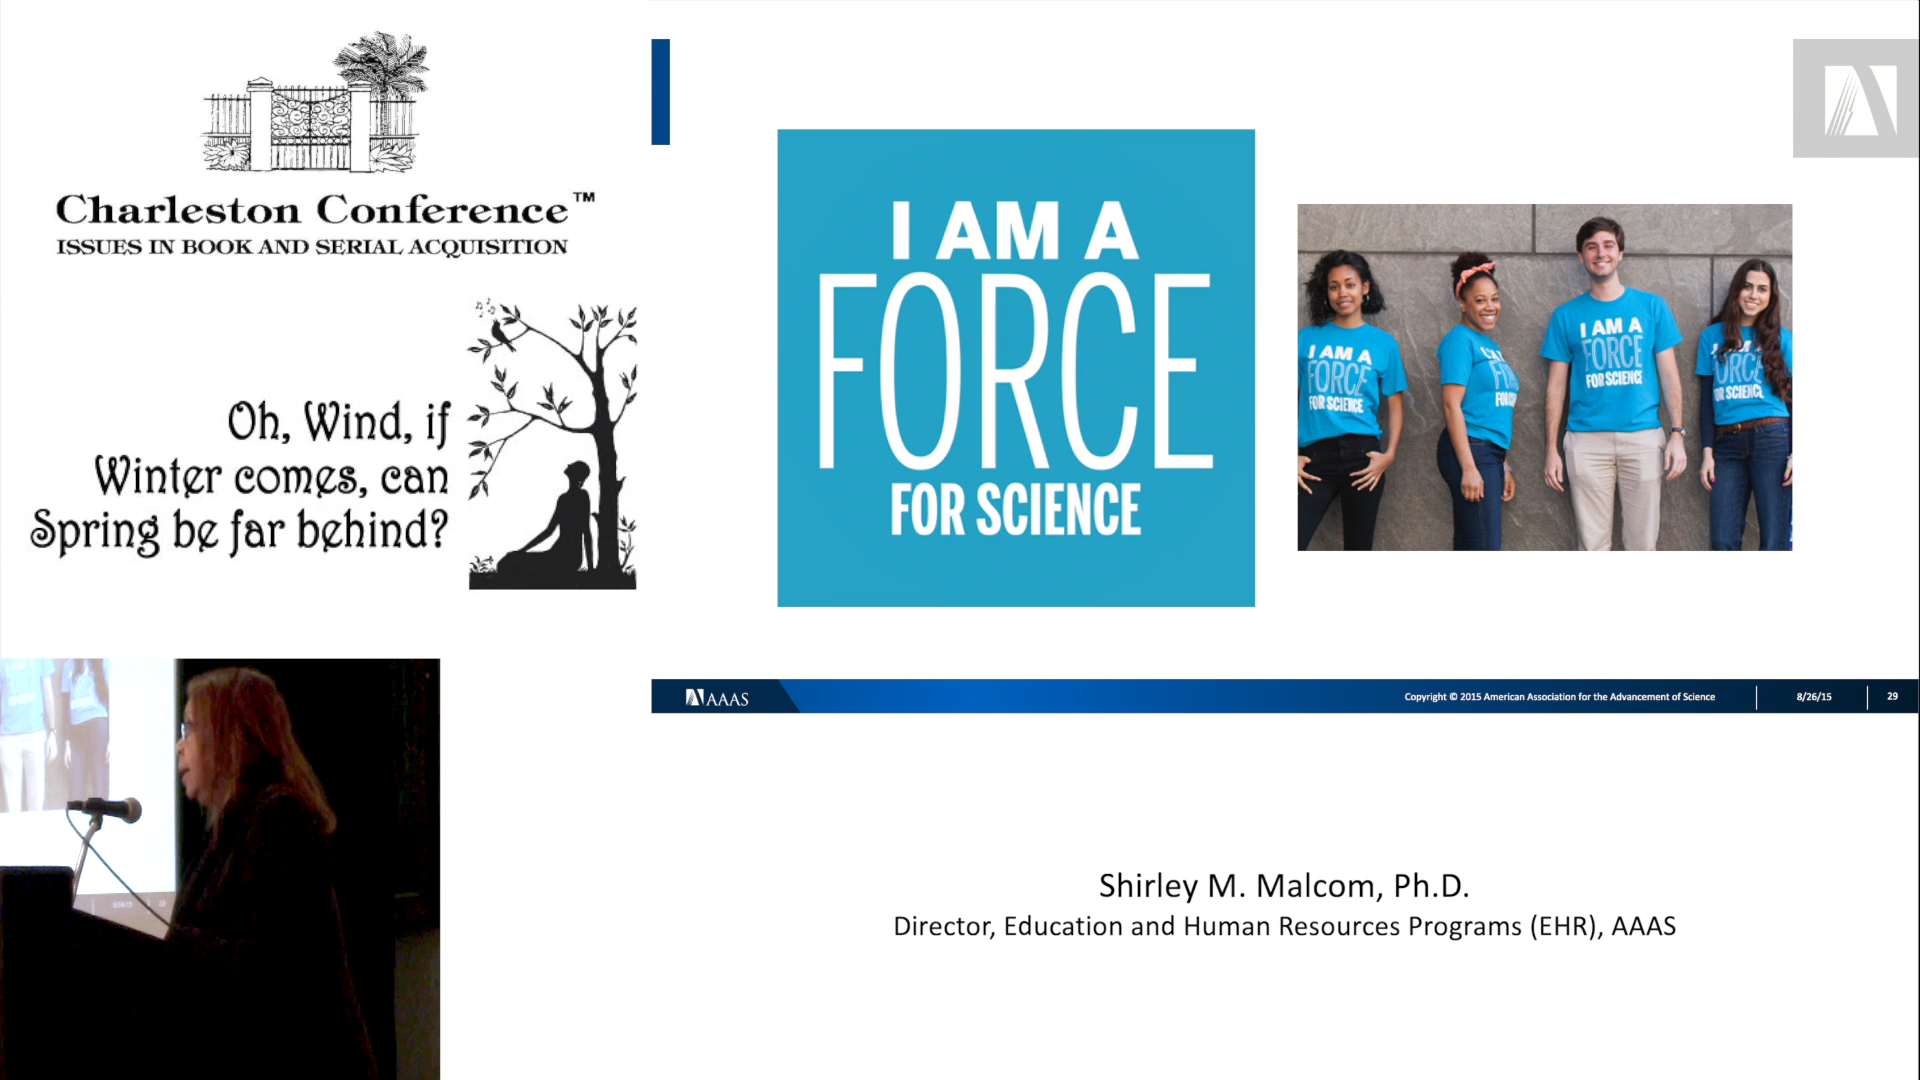 Charleston Conference™
ISSUES IN BOOK AND SERIAL ACQUISITION
Oh, Wind, if
Winter comes, can
Spring be far behind?
I AM A
FORCE
FOR SCIENCE
I AM A
FORCE
FOR SCIENCE
I AM A
FORCE
FOR SCIENCE
AAAS
Copyright © 2015 American Association for the Advancement of Science
8/26/15
29
Shirley M. Malcom, Ph.D.
Director, Education and Human Resources Programs (EHR), AAAS